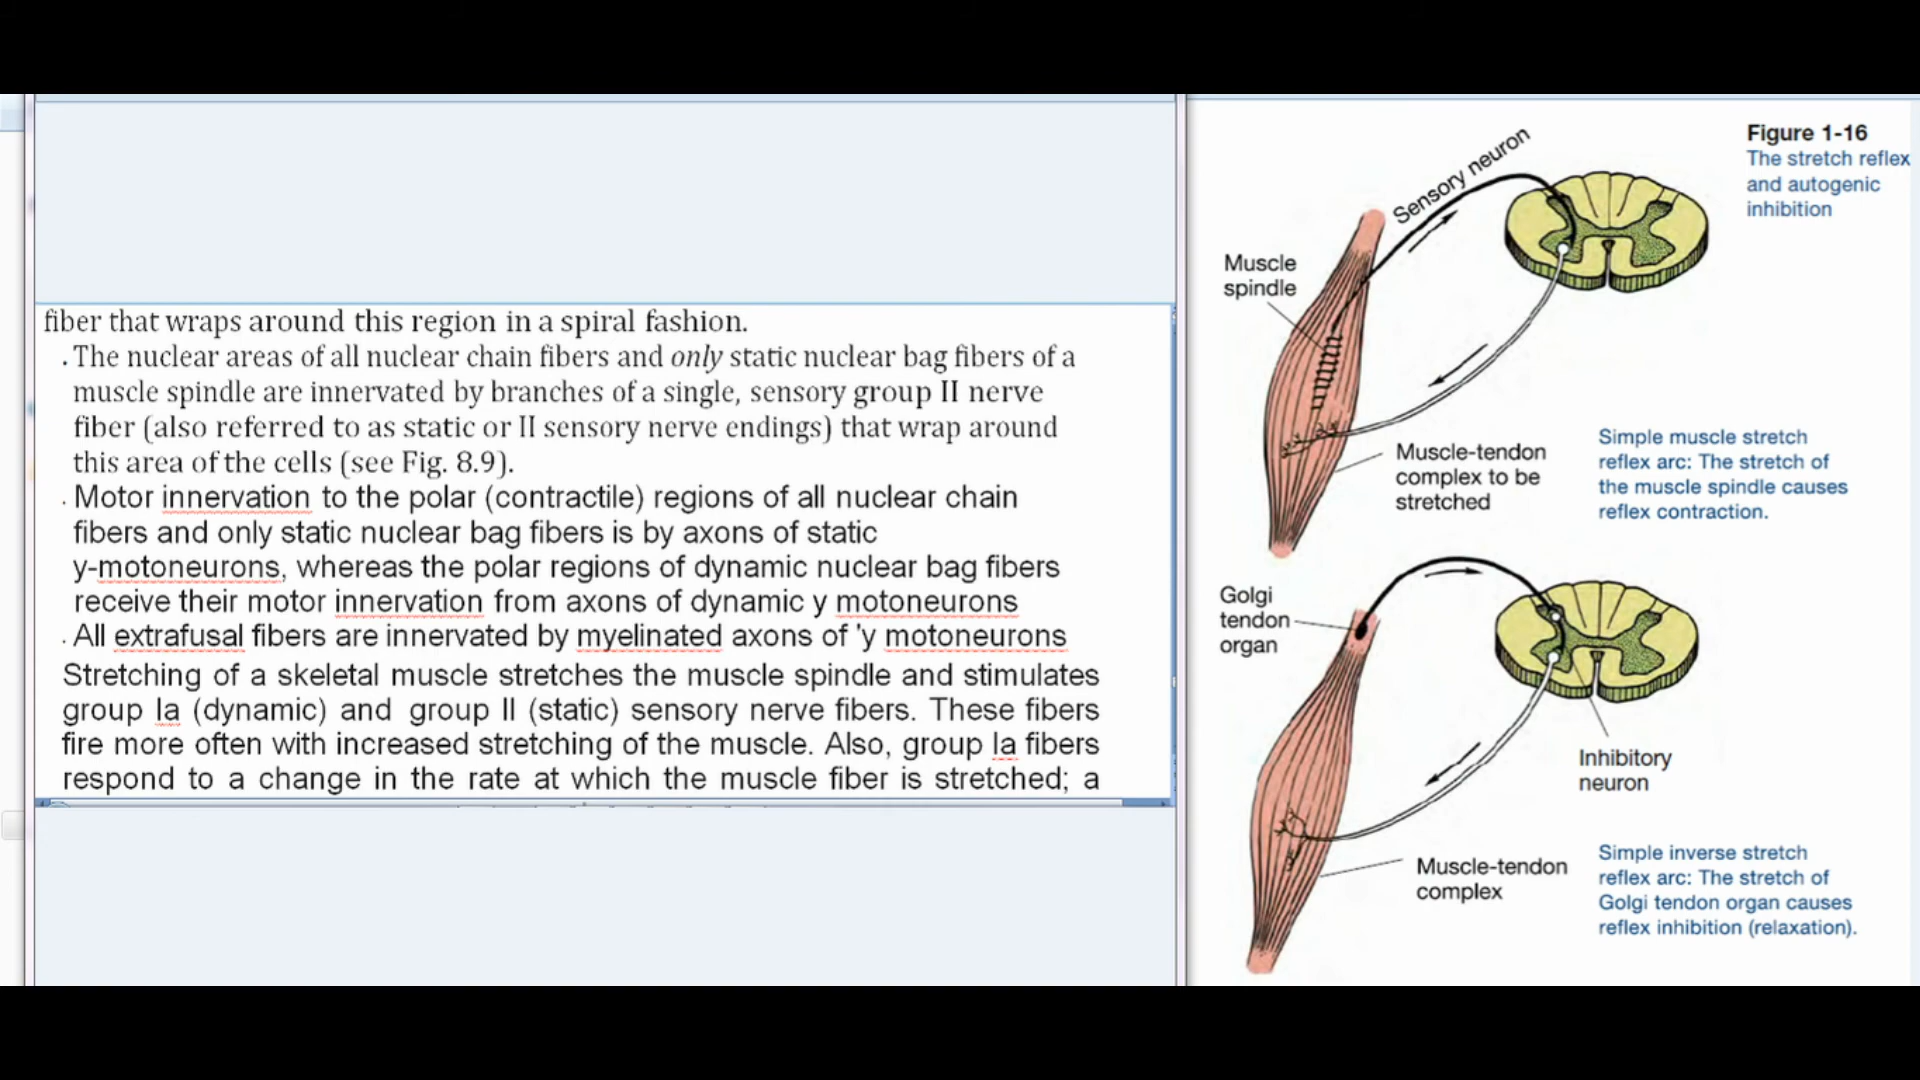 fiber that wraps around this region in a spiral fashion.
. The nuclear areas of all nuclear chain fibers and only static nuclear bag fibers of a
muscle spindle are innervated by branches of a single, sensory group II nerve
fiber (also referred to as static or II sensory nerve endings) that wrap around
this area of the cells (see Fig. 8.9).
. Motor innervation to the polar (contractile) regions of all nuclear chain
fibers and only static nuclear bag fibers is by axons of static
y-motoneurons, whereas the polar regions of dynamic nuclear bag fibers
receive their motor innervation from axons of dynamic y motoneurons
. All extrafusal fibers are innervated by myelinated axons of 'y motoneurons
Stretching of a skeletal muscle stretches the muscle spindle and stimulates
group Ia (dynamic) and group II (static) sensory nerve fibers. These fibers
fire more often with increased stretching of the muscle. Also, group Ia fibers
respond to a change in the rate at which the muscle fiber is stretched; a
Figure 1-16
The stretch reflex
and autogenic
inhibition
Sensory neuron
Muscle
spindle
Muscle-tendon
complex to be
stretched
Simple muscle stretch
reflex arc: The stretch of
the muscle spindle causes
reflex contraction.
Golgi
tendon
organ
Inhibitory
neuron
Muscle-tendon
complex
Simple inverse stretch
reflex arc: The stretch of
Golgi tendon organ causes
reflex inhibition (relaxation).